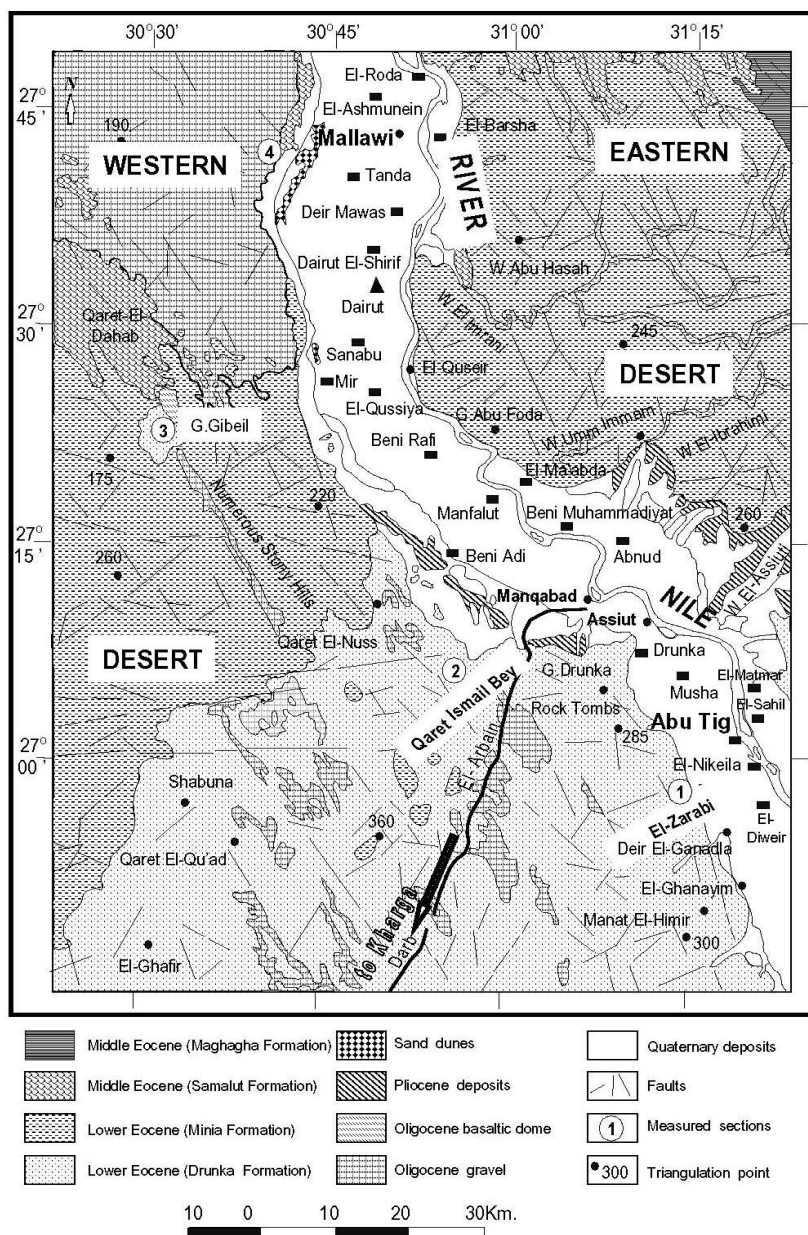 30° 30' 30° 45' 31° 00' 31° 15'
N
27° 45'
El-Roda
El-Ashmunein
190
Mallawi
El-Barsha
4
WESTERN
RIVER
EASTERN
Tanda
Deir Mawas
Dairut El-Shirif
W. Abu Hasah
Dairut
Qaret-El-Dahab
W. El Imrani
27° 30'
245
Sanabu
El Quseir
Mir
DESERT
El-Qussiya
G.Gibeil
3
G.Abu Foda
W.Umm Immam
W. El-Ibrahimi
Beni Rafi
175
El-Ma'abda
Numerous Stony Hills
220
Manfalut
Beni Muhammadiyat
260
27° 15'
Beni Adi
Abnud
260
W. El-Assiuti
Manqabad
NILE
Assiut
Qaret El-Nuss
DESERT
Drunka
2
Qaret Ismail Bey
G.Drunka
El-Matmar
Musha
El-Sahil
Rock Tombs
Abu Tig
285
27° 00'
El-Arbain
El-Nikeila
Shabuna
1
El-Zarabi
El-Diweir
360
Deir El-Ganadla
Qaret El-Qu'ad
El-Ghanayim
to Kharga
Manat El-Himir
Darb
300
El-Ghafir
Middle Eocene (Maghagha Formation) Sand dunes Quaternary deposits
Middle Eocene (Samalut Formation) Pliocene deposits Faults
Lower Eocene (Minia Formation) Oligocene basaltic dome 1 Measured sections
Lower Eocene (Drunka Formation) Oligocene gravel 300 Triangulation point
10 0 10 20 30Km.